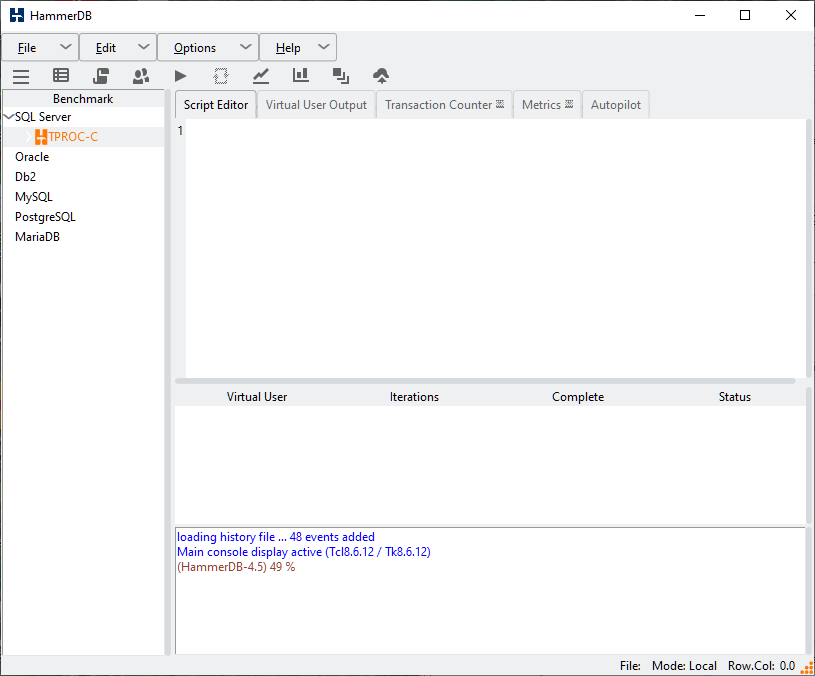 HammerDB
File Edit Options Help
Benchmark
SQL Server
TPROC-C
Oracle
Db2
MySQL
PostgreSQL
MariaDB
Script Editor Virtual User Output Transaction Counter Metrics Autopilot
1
Virtual User Iterations Complete Status
loading history file ... 48 events added
Main console display active (Tcl8.6.12 / Tk8.6.12)
(HammerDB-4.5) 49 %
File: Mode: Local Row.Col: 0.0